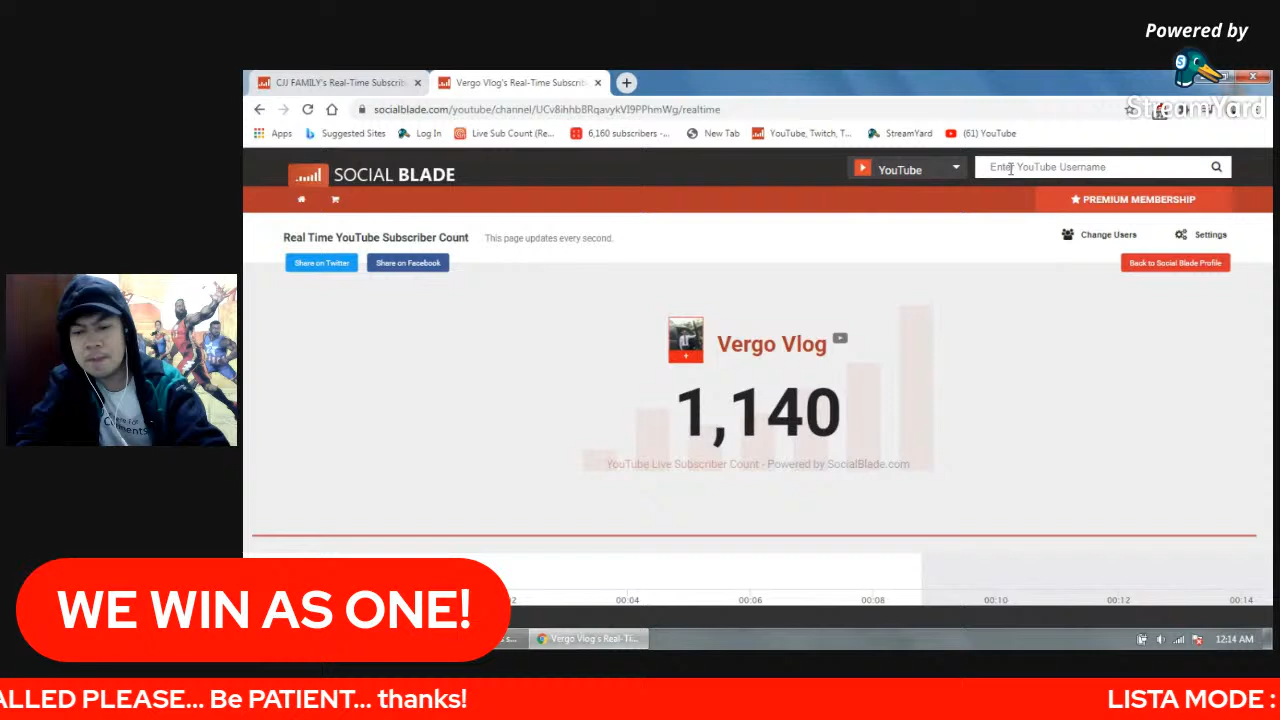 Powered by
StreamYard
CJJ FAMILY's Real-Time Subscrib
Vergo Vlog's Real-Time Subscrib
socialblade.com/youtube/channel/UCv8ihhbBRqavykVI9PPhmWg/realtime
Apps
Suggested Sites
Log In
Live Sub Count (Re...
6,160 subscribers -...
New Tab
YouTube, Twitch, T...
StreamYard
(61) YouTube
SOCIAL BLADE
YouTube
Enter YouTube Username
PREMIUM MEMBERSHIP
Real Time YouTube Subscriber Count
This page updates every second.
Change Users
Settings
Share on Twitter
Share on Facebook
Back to Social Blade Profile
Vergo Vlog
1,140
YouTube Live Subscriber Count - Powered by SocialBlade.com
00:04
00:06
00:08
00:10
00:12
00:14
WE WIN AS ONE!
Vergo Vlog's Real-Ti...
12:14 AM
ALLED PLEASE... Be PATIENT... thanks!
LISTA MODE :